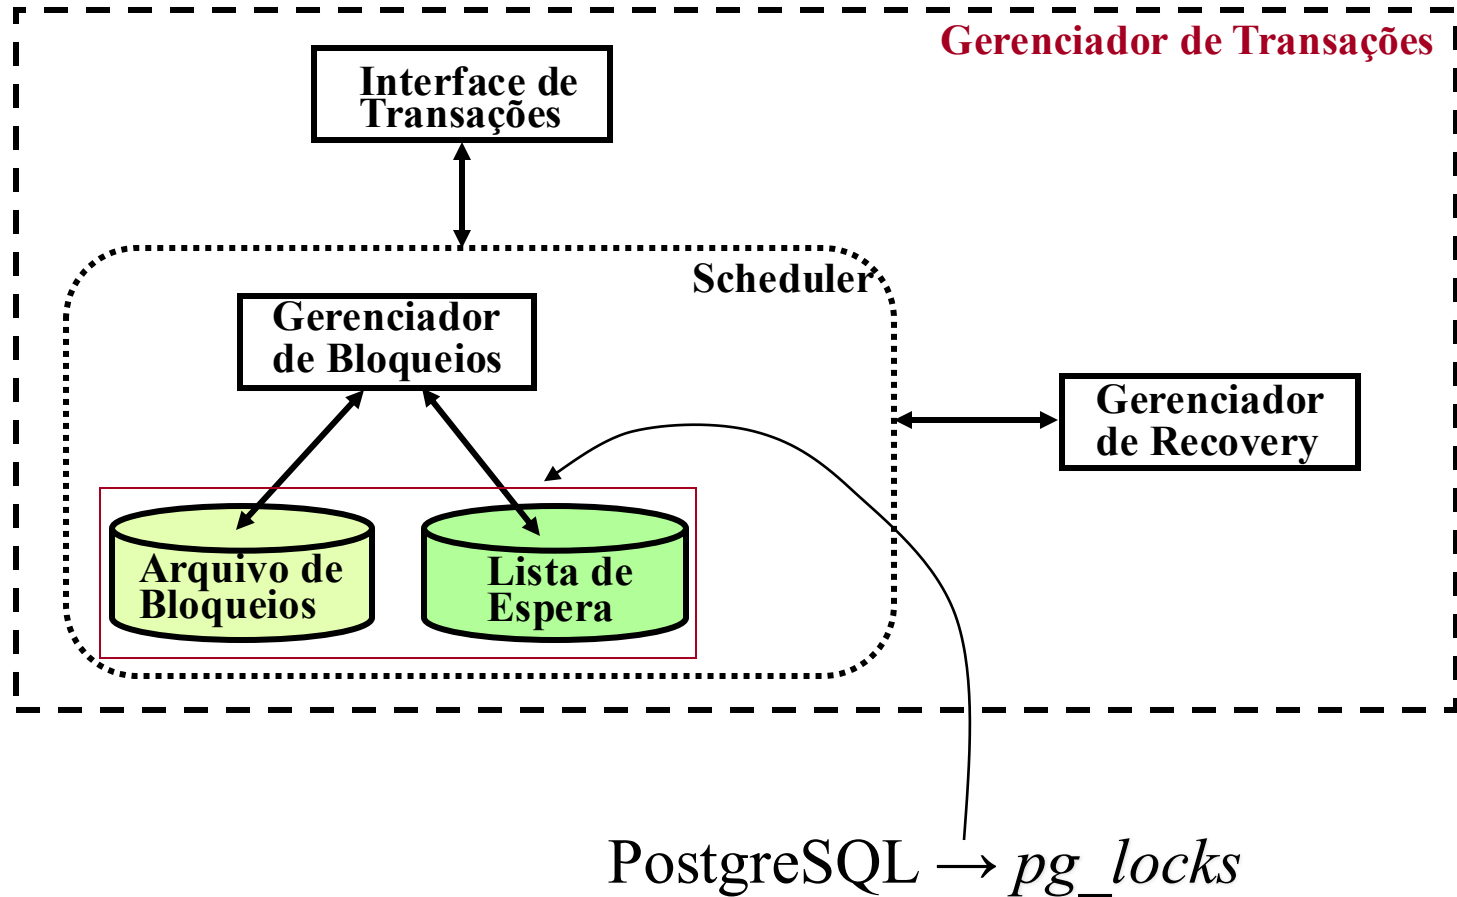 Gerenciador de Transações
Interface de
Transações
Scheduler
Gerenciador
de Bloqueios
Gerenciador
de Recovery
Arquivo de
Bloqueios
Lista de
Espera
PostgreSQL → pg_locks